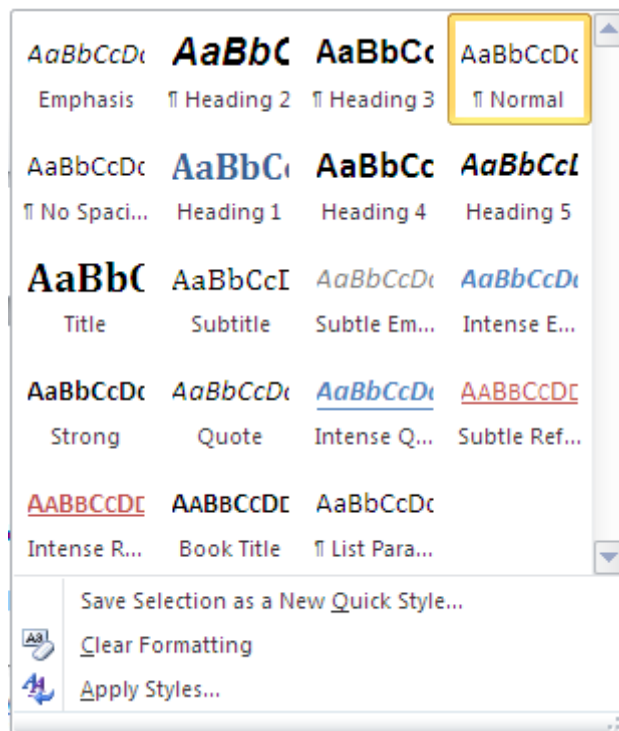 AaBbCcDc AaBbC AaBbCc AaBbCcDc
Emphasis ¶ Heading 2 ¶ Heading 3 ¶ Normal
AaBbCcDc AaBbC AaBbCc AaBbCcL
¶ No Spaci... Heading 1 Heading 4 Heading 5
AaBb( AaBbCcI AaBbCcDc AaBbCcDc
Title Subtitle Subtle Em... Intense E...
AaBbCcDc AaBbCcDc AaBbCcDc AABBCCDE
Strong Quote Intense Q... Subtle Ref...
AABBCCDE AABBCCDE AaBbCcDc
Intense R... Book Title ¶ List Para...
Save Selection as a New Quick Style...
Clear Formatting
Apply Styles...